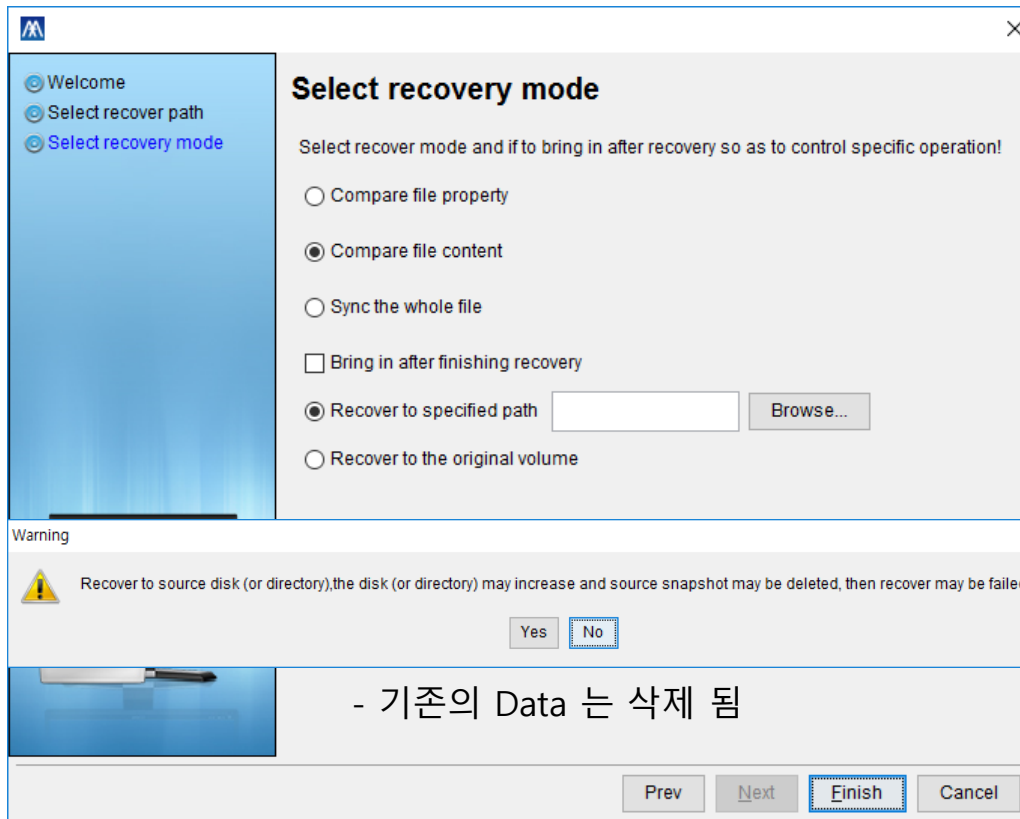 Welcome
Select recover path
Select recovery mode
Select recovery mode
Select recover mode and if to bring in after recovery so as to control specific operation!
Compare file property
Compare file content
Sync the whole file
Bring in after finishing recovery
Recover to specified path Browse...
Recover to the original volume
Warning
Recover to source disk (or directory),the disk (or directory) may increase and source snapshot may be deleted, then recover may be faile
Yes No
- 기존의 Data 는 삭제 됨
Prev Next Finish Cancel